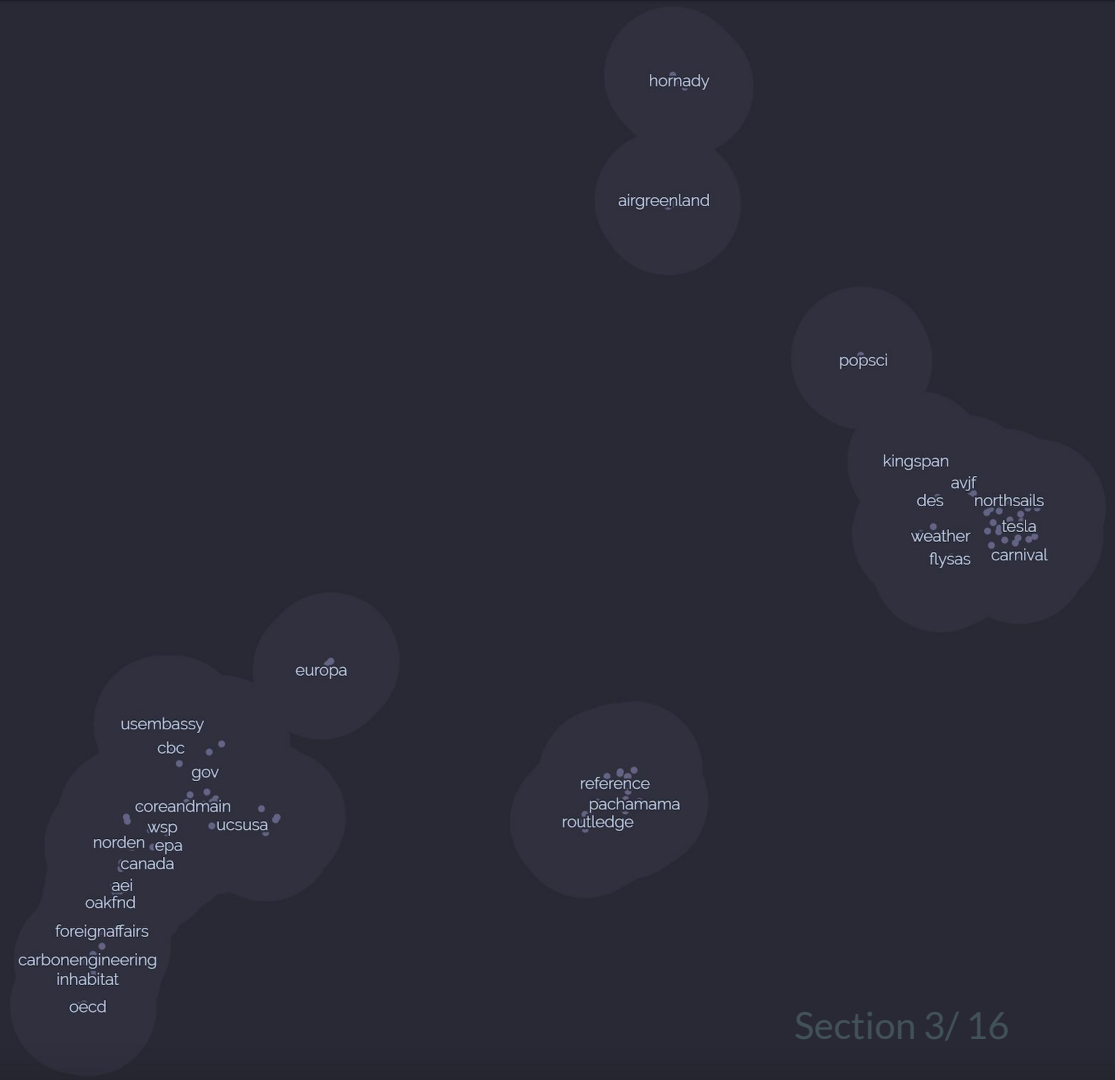 hornady
airgreenland
popsci
kingspan
avjf
des
northsails
tesla
weather
flysas
carnival
europa
usembassy
cbc
gov
reference
coreandmain
pachamama
routledge
wsp
ucsusa
norden
epa
canada
aei
oakfnd
foreignaffairs
carbonengineering
inhabitat
oecd
Section 3/ 16